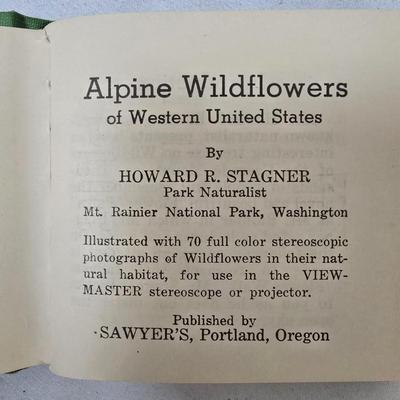 Alpine Wildflowers
of Western United States
By
HOWARD R. STAGNER
Park Naturalist
Mt. Rainier National Park, Washington
Illustrated with 70 full color stereoscopic
photographs of Wildflowers in their nat-
ural habitat, for use in the VIEW-
MASTER stereoscope or projector.
Published by
SAWYER'S, Portland, Oregon